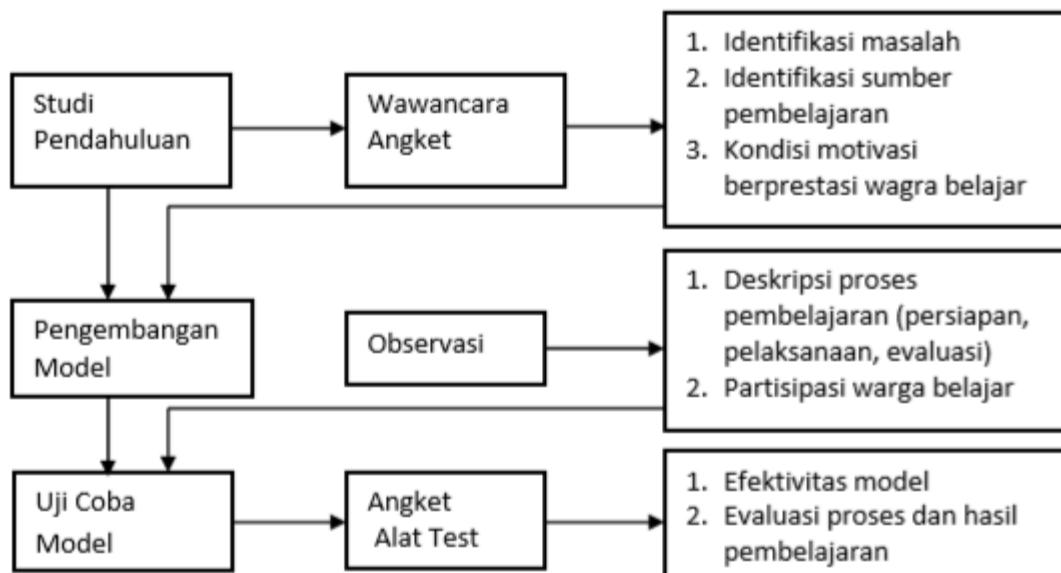 Studi
Pendahuluan
Wawancara
Angket
1. Identifikasi masalah
2. Identifikasi sumber
pembelajaran
3. Kondisi motivasi
berprestasi wagra belajar
Pengembangan
Model
Observasi
1. Deskripsi proses
pembelajaran (persiapan,
pelaksanaan, evaluasi)
2. Partisipasi warga belajar
Uji Coba
Model
Angket
Alat Test
1. Efektivitas model
2. Evaluasi proses dan hasil
pembelajaran